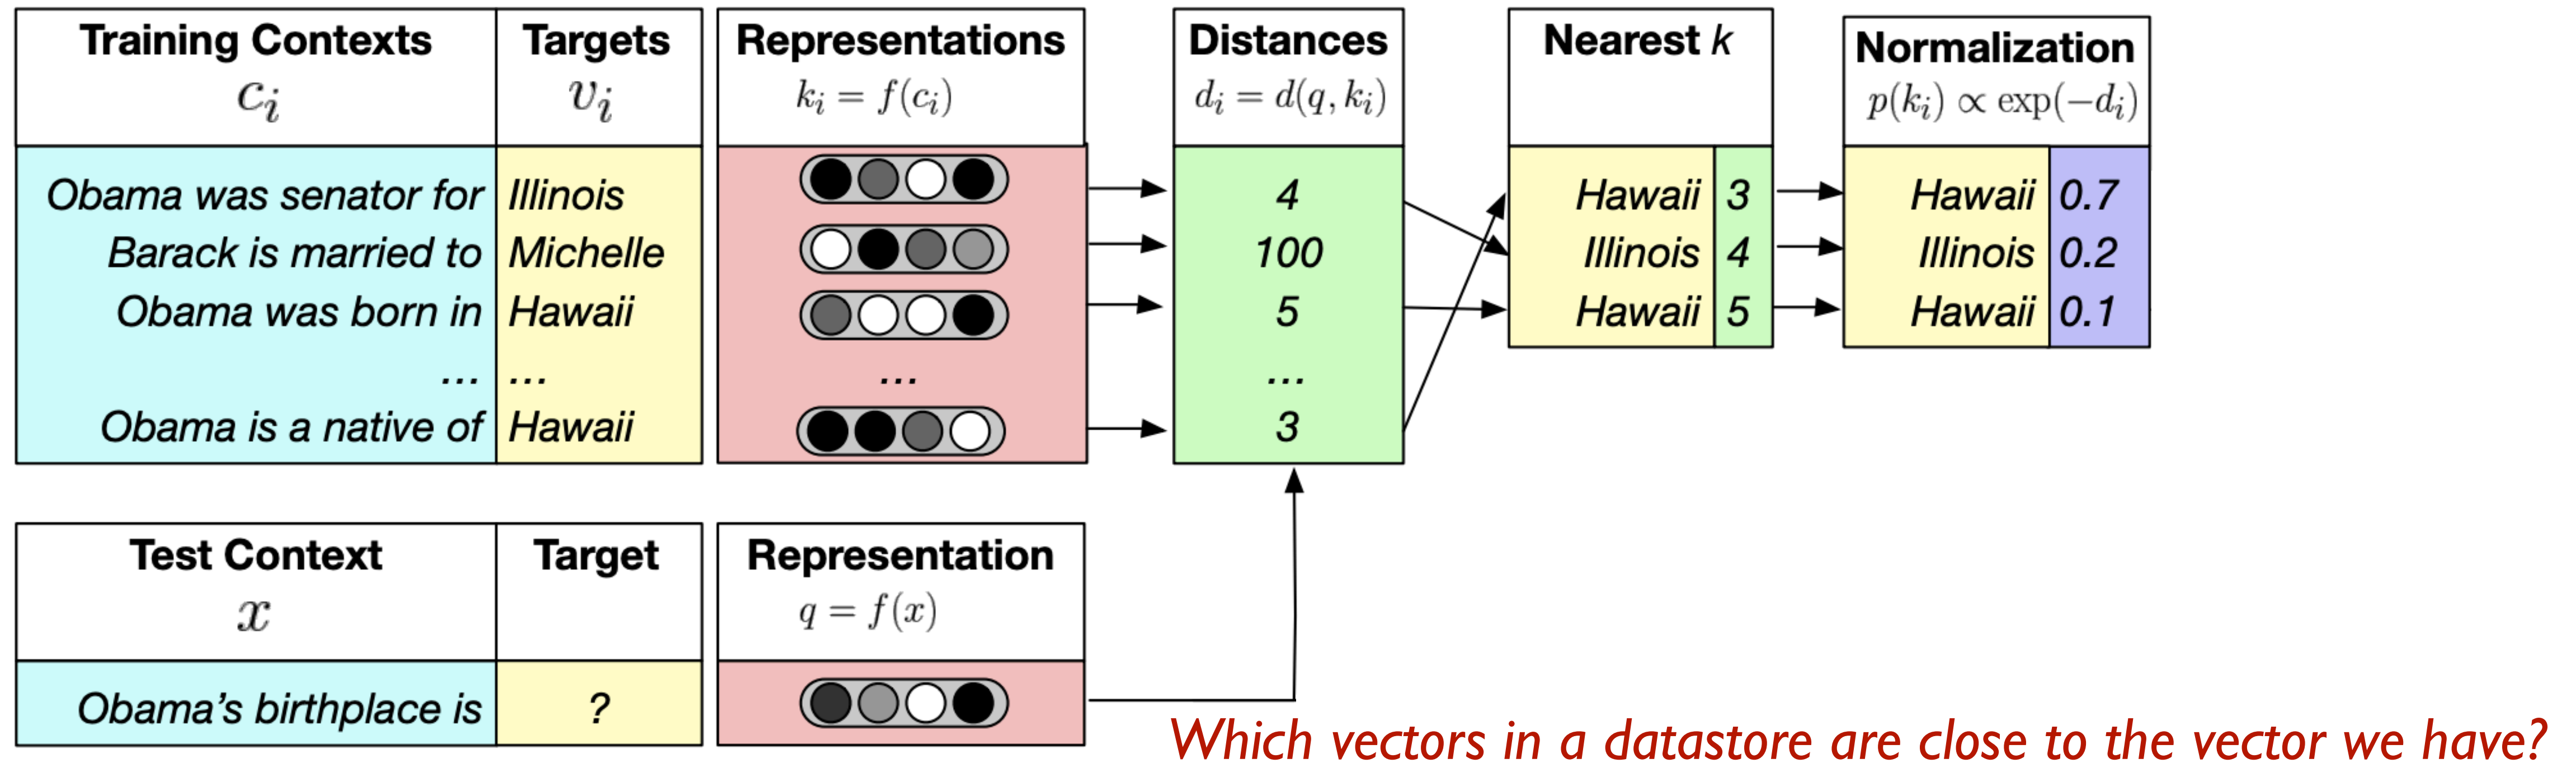 Training Contexts
c_i
Targets
v_i
Representations
k_i = f(c_i)
Distances
d_i = d(q, k_i)
Nearest k
Normalization
p(k_i) ∝ exp(−d_i)
Obama was senator for Illinois
Barack is married to Michelle
Obama was born in Hawaii
... ...
Obama is a native of Hawaii
...
4
100
5
...
3
Hawaii 3
Illinois 4
Hawaii 5
Hawaii 0.7
Illinois 0.2
Hawaii 0.1
Test Context
x
Target
Representation
q = f(x)
Obama’s birthplace is ?
Which vectors in a datastore are close to the vector we have?